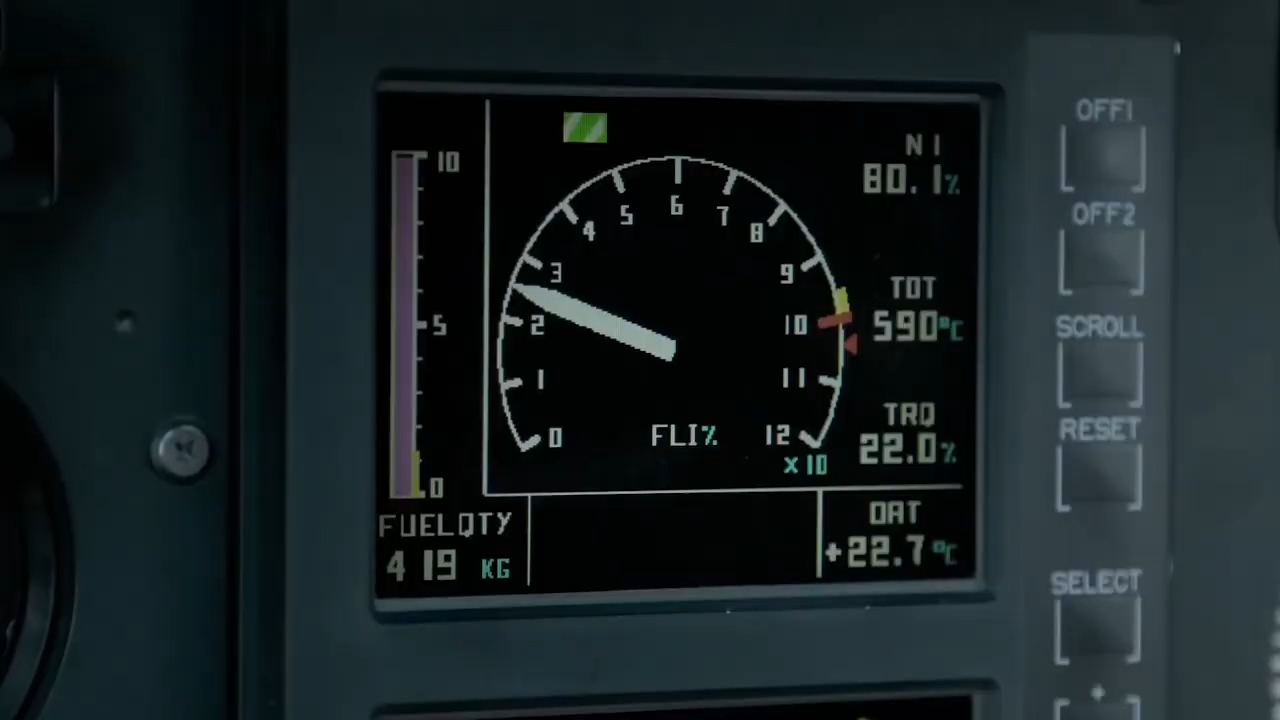 10
5
0
FUELQTY
419 KG
0
1
2
3
4
5
6
7
8
9
10
11
12
x10
FLI%
N1
80.1%
TOT
590°C
TRQ
22.0%
OAT
+22.7°C
OFF1
OFF2
SCROLL
RESET
SELECT
+